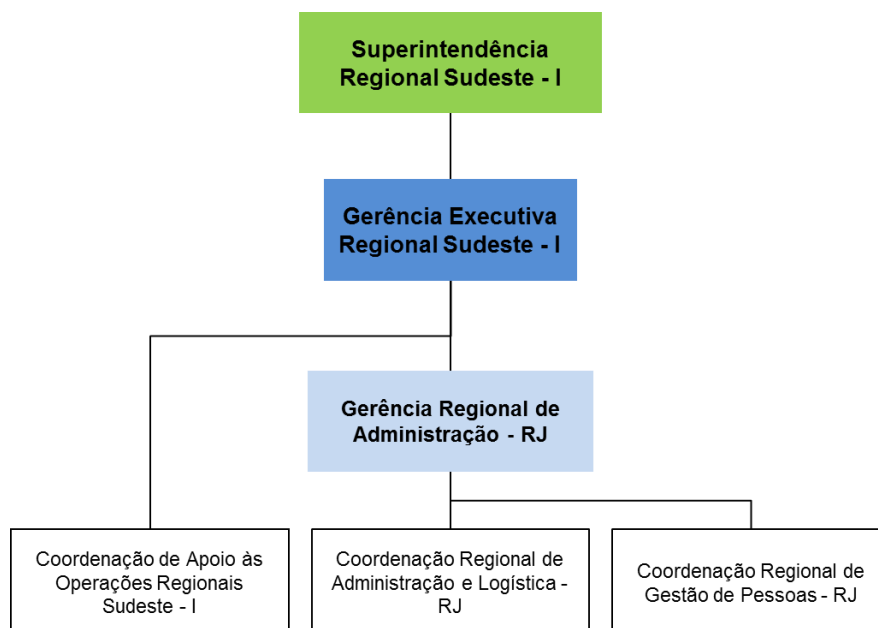 Superintendência
Regional Sudeste - I
Gerência Executiva
Regional Sudeste - I
Gerência Regional de
Administração - RJ
Coordenação de Apoio às
Operações Regionais
Sudeste - I
Coordenação Regional de
Administração e Logística -
RJ
Coordenação Regional de
Gestão de Pessoas - RJ